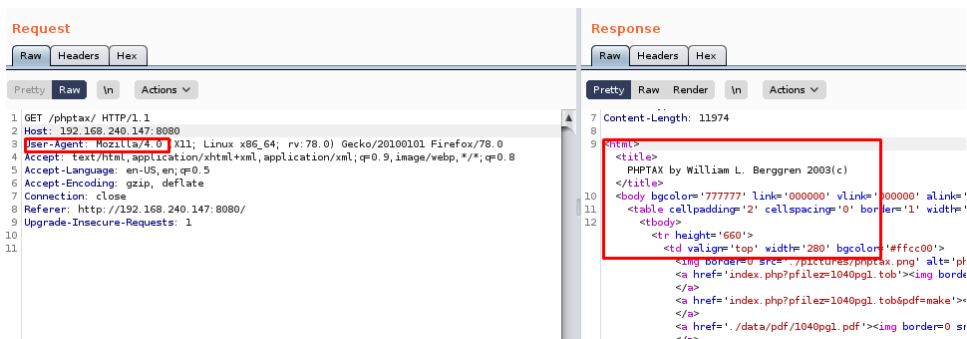 Request
Raw Headers Hex
Pretty Raw \n Actions
1 GET /phptax/ HTTP/1.1
2 Host: 192.168.240.147:8080
3 User-Agent: Mozilla/4.0 (X11; Linux x86_64; rv:78.0) Gecko/20100101 Firefox/78.0
4 Accept: text/html,application/xhtml+xml,application/xml;q=0.9,image/webp,*/*;q=0.8
5 Accept-Language: en-US,en;q=0.5
6 Accept-Encoding: gzip, deflate
7 Connection: close
8 Referer: http://192.168.240.147:8080/
9 Upgrade-Insecure-Requests: 1
10
11
Response
Raw Headers Hex
Pretty Raw Render \n Actions
7 Content-Length: 11974
8
9 <html>
<title>
PHPTAX by William L. Berggren 2003(c)
</title>
10 <body bgcolor='777777' link='000000' vlink='000000' alink='
11 <table cellpadding='2' cellspacing='0' border='1' width='
12 <tbody>
<tr height='660'>
<td valign='top' width='280' bgcolor='#ffcc00'>
<img border=0 src='./pictures/phptax.png' alt='ph
<a href='index.php?pfilez=1040pg1.tob'><img borde
</a>
<a href='index.php?pfilez=1040pg1.tob&pdf=make'><
</a>
<a href='./data/pdf/1040pg1.pdf'><img border=0 sr
</a>